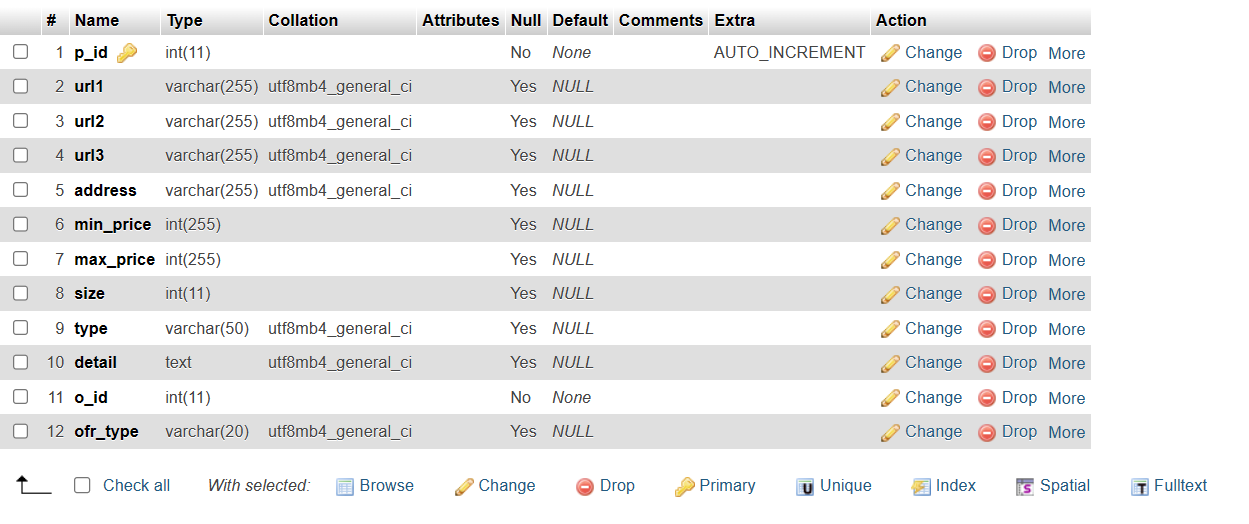 # Name Type Collation Attributes Null Default Comments Extra Action
1 p_id int(11) No None AUTO_INCREMENT Change Drop More
2 url1 varchar(255) utf8mb4_general_ci Yes NULL Change Drop More
3 url2 varchar(255) utf8mb4_general_ci Yes NULL Change Drop More
4 url3 varchar(255) utf8mb4_general_ci Yes NULL Change Drop More
5 address varchar(255) utf8mb4_general_ci Yes NULL Change Drop More
6 min_price int(255) Yes NULL Change Drop More
7 max_price int(255) Yes NULL Change Drop More
8 size int(11) Yes NULL Change Drop More
9 type varchar(50) utf8mb4_general_ci Yes NULL Change Drop More
10 detail text utf8mb4_general_ci Yes NULL Change Drop More
11 o_id int(11) No None Change Drop More
12 ofr_type varchar(20) utf8mb4_general_ci Yes NULL Change Drop More
Check all With selected: Browse Change Drop Primary U Unique Index S Spatial T Fulltext